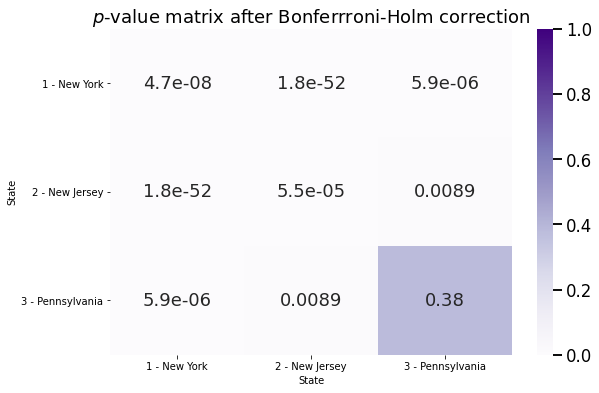 p-value matrix after Bonferrroni-Holm correction
1.0
1 - New York 4.7e-08 1.8e-52 5.9e-06
0.8
0.6
State 2 - New Jersey 1.8e-52 5.5e-05 0.0089
0.4
0.2
3 - Pennsylvania 5.9e-06 0.0089 0.38
0.0
1 - New York 2 - New Jersey 3 - Pennsylvania
State